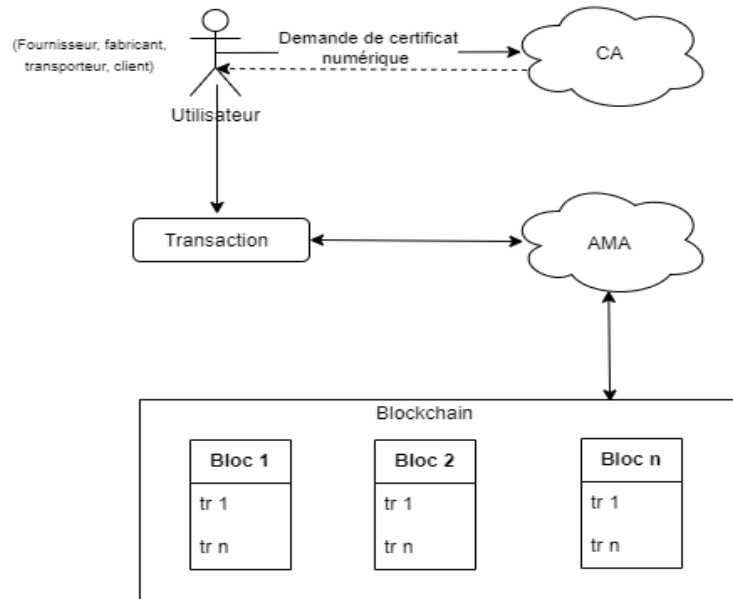 (Fournisseur, fabricant,
transporteur, client)
Demande de certificat
numérique
CA
Utilisateur
Transaction
AMA
Blockchain
Bloc 1
tr 1
tr n
Bloc 2
tr 1
tr n
Bloc n
tr 1
tr n